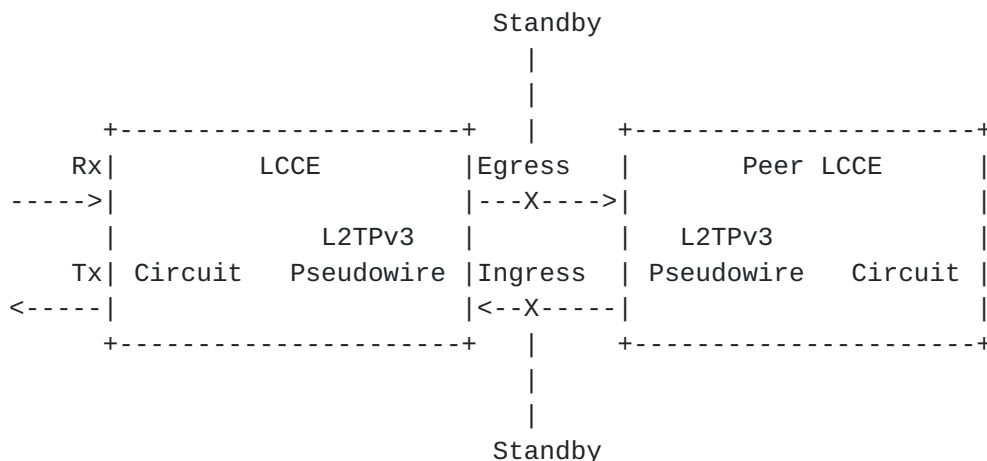 Standby
|
|
+----------------------+   |     +-----------------------+
Rx|         LCCE         |Egress   |       Peer LCCE       |
----->|                      |---X---->|                       |
|             L2TPv3   |         |   L2TPv3              |
Tx| Circuit   Pseudowire |Ingress  | Pseudowire   Circuit |
<-----|                      |<--X-----|                       |
+----------------------+   |     +-----------------------+
|
|
Standby